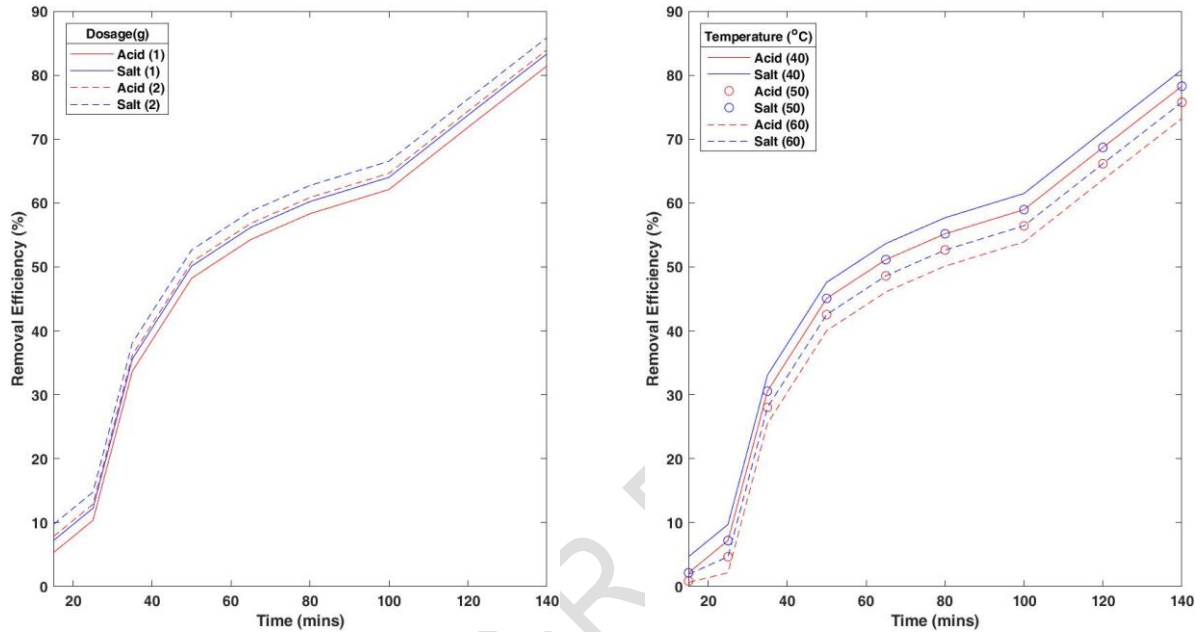 90
80
70
60
50
40
30
20
10
0
Removal Efficiency (%)
Dosage(g)
Acid (1)
Salt (1)
Acid (2)
Salt (2)
20 40 60 80 100 120 140
Time (mins)
90
80
70
60
50
40
30
20
10
0
Removal Efficiency (%)
Temperature (°C)
Acid (40)
Salt (40)
Acid (50)
Salt (50)
Acid (60)
Salt (60)
20 40 60 80 100 120 140
Time (mins)
R